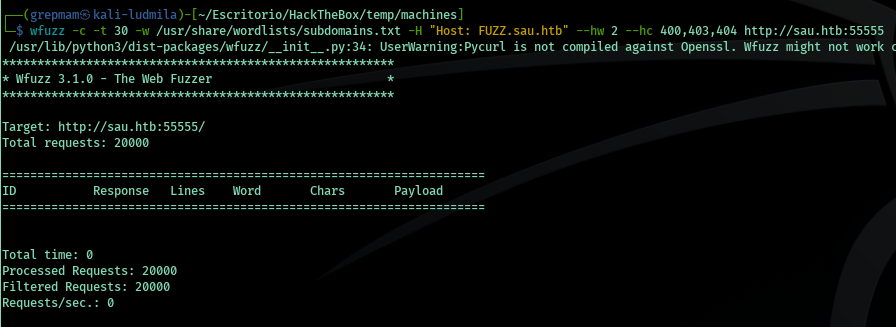 ┌──(grepmam㉿kali-ludmila)-[~/Escritorio/HackTheBox/temp/machines]
└─$ wfuzz -c -t 30 -w /usr/share/wordlists/subdomains.txt -H "Host: FUZZ.sau.htb" --hw 2 --hc 400,403,404 http://sau.htb:55555
 /usr/lib/python3/dist-packages/wfuzz/__init__.py:34: UserWarning:Pycurl is not compiled against Openssl. Wfuzz might not work c
********************************************************
* Wfuzz 3.1.0 - The Web Fuzzer                         *
********************************************************
Target: http://sau.htb:55555/
Total requests: 20000
=====================================================================
ID           Response   Lines    Word       Chars       Payload
=====================================================================
Total time: 0
Processed Requests: 20000
Filtered Requests: 20000
Requests/sec.: 0